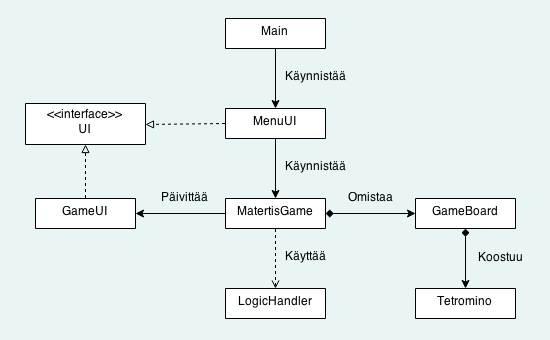 Main
Käynnistää
<<interface>>
UI
MenuUI
Käynnistää
Päivittää
Omistaa
GameUI
MatertisGame
GameBoard
Käyttää
Koostuu
LogicHandler
Tetromino